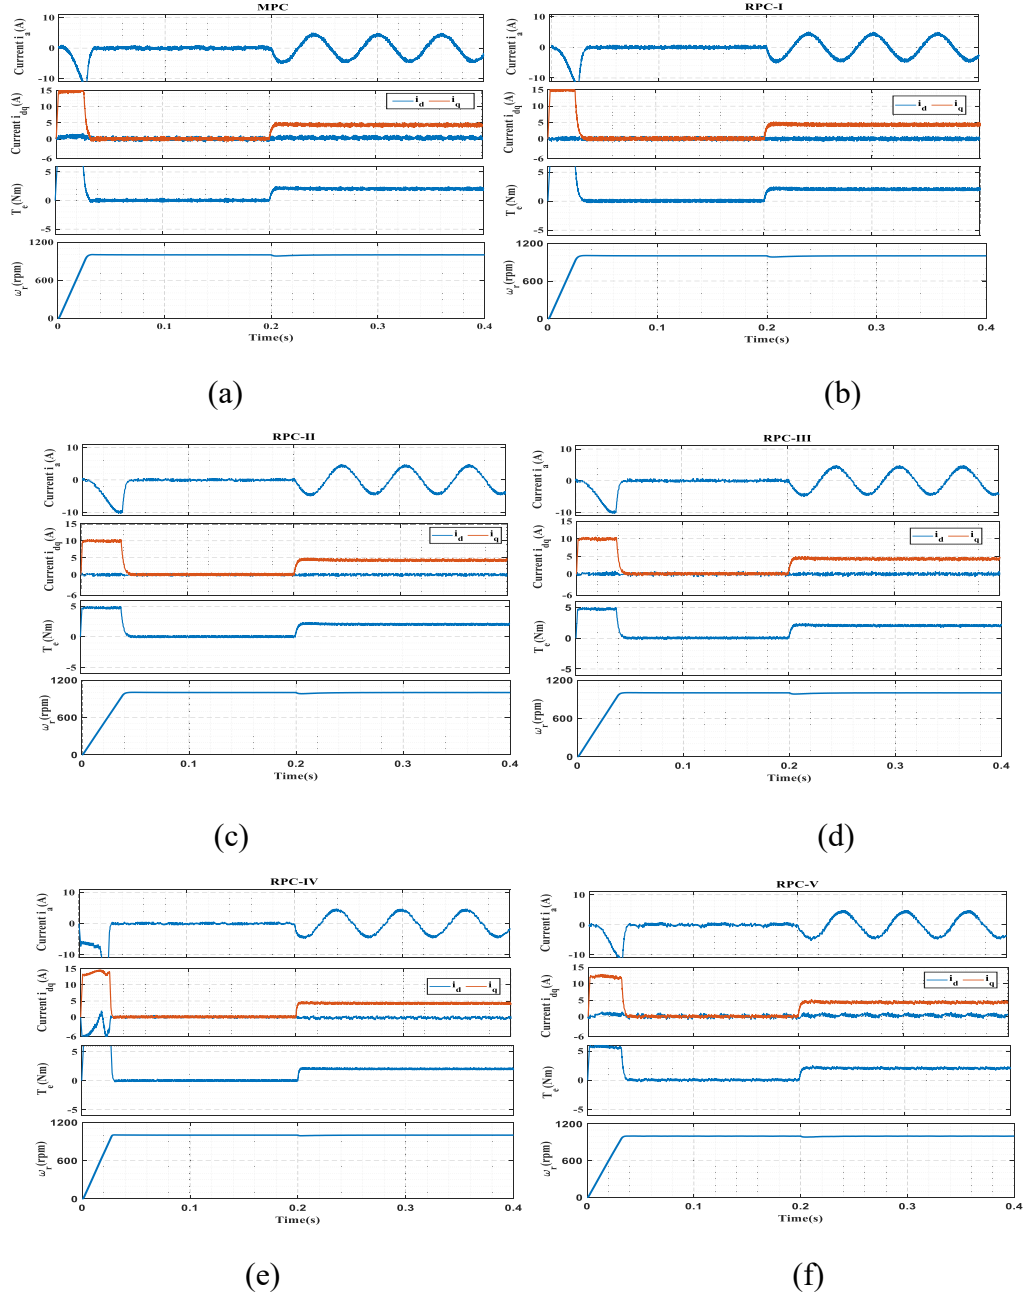 MPC
Current i_a(A)
10
0
-10
Current i_dq(A)
15
10
5
0
-6
i_d i_q
T_e(Nm)
5
0
-5
ω_r(rpm)
1200
600
0
0 0.1 0.2 0.3 0.4
Time(s)
(a)
RPC-I
Current i_a(A)
10
0
-10
Current i_dq(A)
15
10
5
0
-6
i_d i_q
T_e(Nm)
5
0
-5
ω_r(rpm)
1200
600
0
0 0.1 0.2 0.3 0.4
Time(s)
(b)
RPC-II
Current i_a(A)
10
0
-10
Current i_dq(A)
15
10
5
0
-6
i_d i_q
T_e(Nm)
5
0
-5
ω_r(rpm)
1200
600
0
0 0.1 0.2 0.3 0.4
Time(s)
(c)
RPC-III
Current i_a(A)
10
0
-10
Current i_dq(A)
15
10
5
0
-6
i_d i_q
T_e(Nm)
5
0
-5
ω_r(rpm)
1200
600
0
0 0.1 0.2 0.3 0.4
Time(s)
(d)
RPC-IV
Current i_a(A)
10
0
-10
Current i_dq(A)
15
10
5
0
-6
i_d i_q
T_e(Nm)
5
0
-5
ω_r(rpm)
1200
600
0
0 0.1 0.2 0.3 0.4
Time(s)
(e)
RPC-V
Current i_a(A)
10
0
-10
Current i_dq(A)
15
10
5
0
-6
i_d i_q
T_e(Nm)
5
0
-5
ω_r(rpm)
1200
600
0
0 0.1 0.2 0.3 0.4
Time(s)
(f)